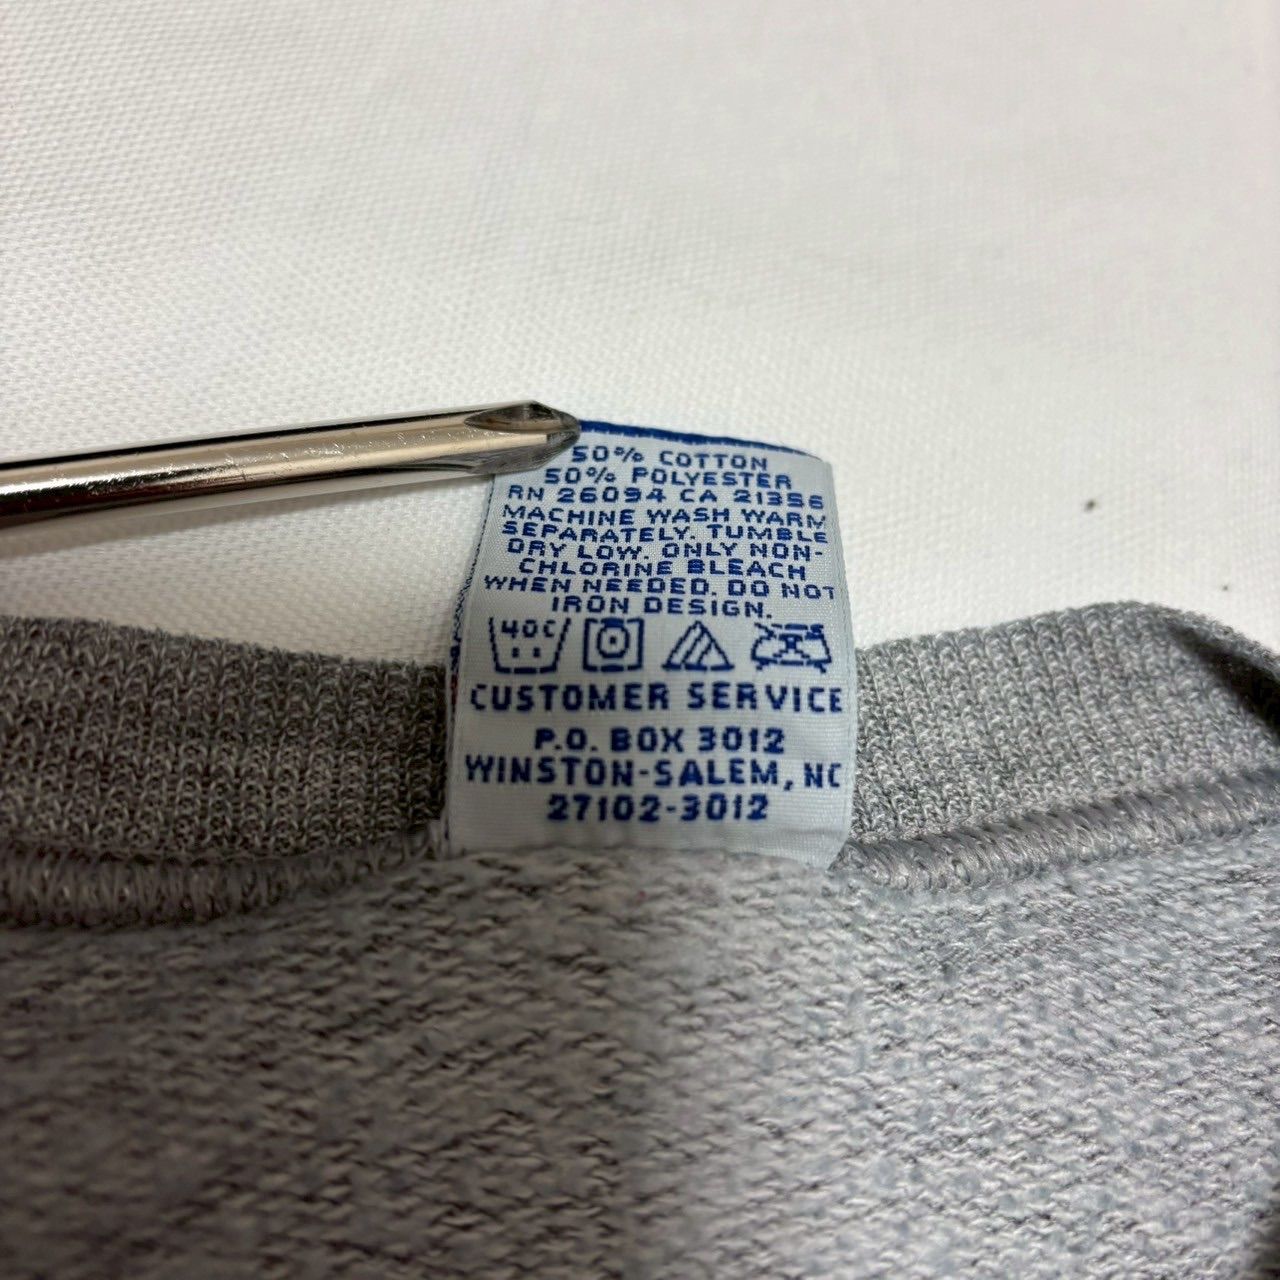 50% COTTON
50% POLYESTER
RN 26094 CA 21356
MACHINE WASH WARM
SEPARATELY. TUMBLE
DRY LOW. ONLY NON-
CHLORINE BLEACH
WHEN NEEDED. DO NOT
IRON DESIGN.
40C
CUSTOMER SERVICE
P.O. BOX 3012
WINSTON-SALEM, NC
27102-3012